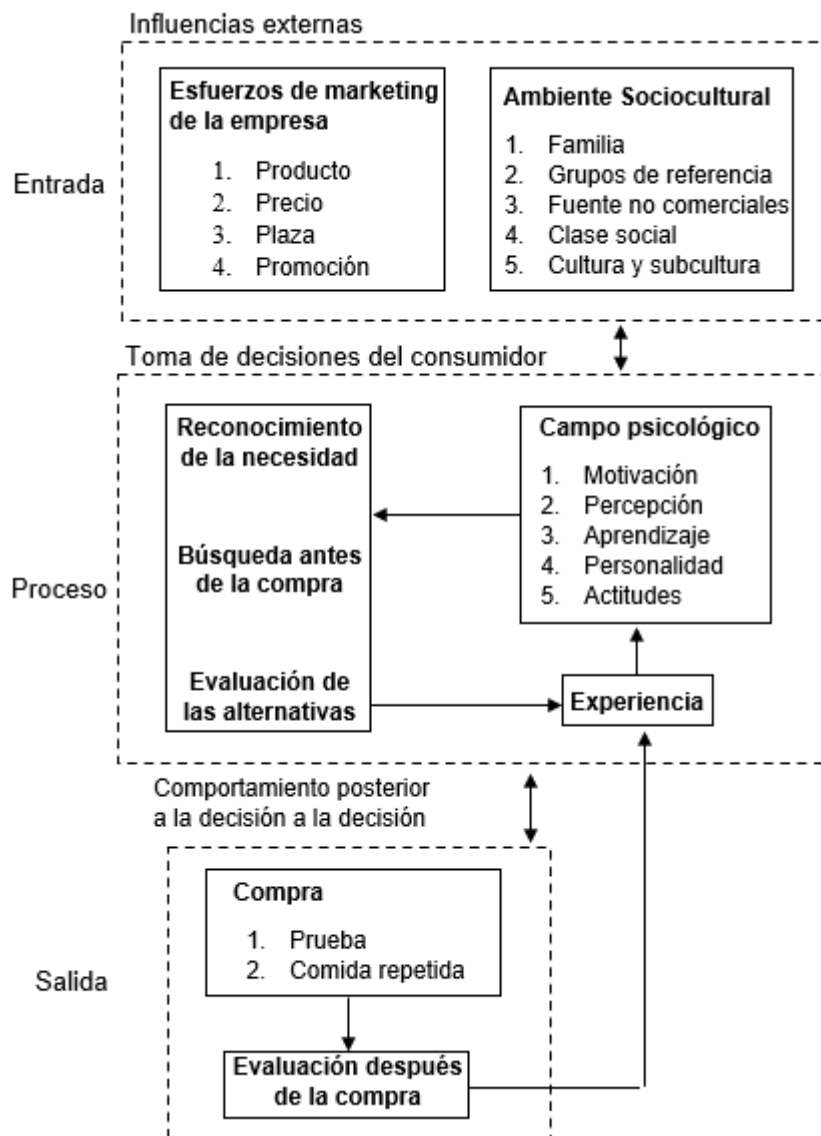 Influencias externas
Esfuerzos de marketing
de la empresa
1. Producto
2. Precio
3. Plaza
4. Promoción
Ambiente Sociocultural
1. Familia
2. Grupos de referencia
3. Fuente no comerciales
4. Clase social
5. Cultura y subcultura
Entrada
Toma de decisiones del consumidor
Reconocimiento
de la necesidad
Búsqueda antes
de la compra
Evaluación de
las alternativas
Campo psicológico
1. Motivación
2. Percepción
3. Aprendizaje
4. Personalidad
5. Actitudes
Experiencia
Proceso
Comportamiento posterior
a la decisión a la decisión
Compra
1. Prueba
2. Comida repetida
Salida
Evaluación después
de la compra